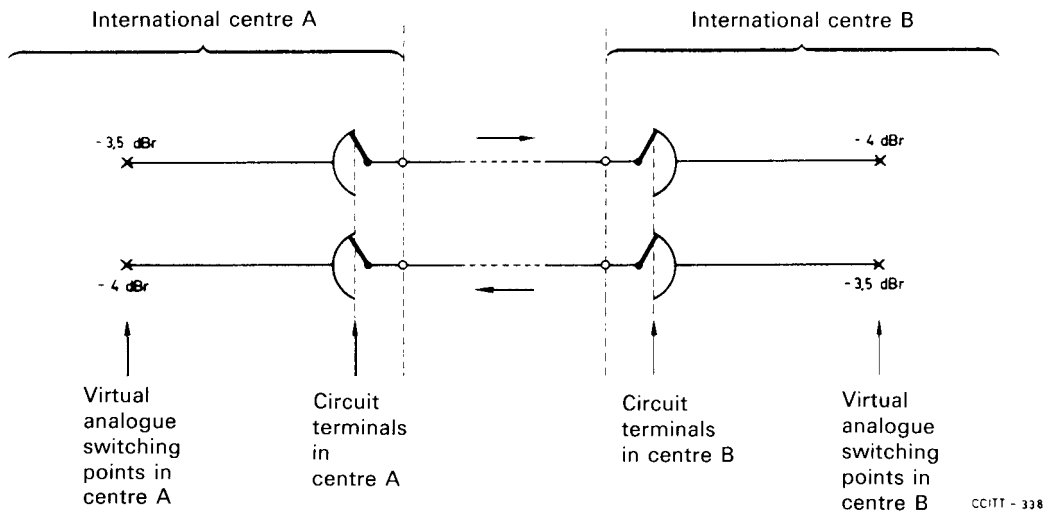 International centre A
International centre B
- 3,5 dBr
- 4 dBr
- 4 dBr
- 3,5 dBr
Virtual
analogue
switching
points in
centre A
Circuit
terminals
in
centre A
Circuit
terminals
in centre B
Virtual
analogue
switching
points in
centre B
CCITT - 338